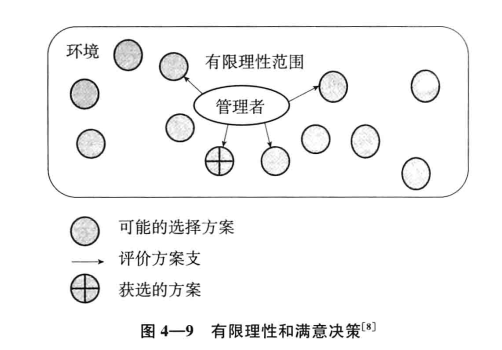 环境
有限理性范围
管理者
可能的选择方案
评价方案支
获选的方案
图 4—9 有限理性和满意决策[8]